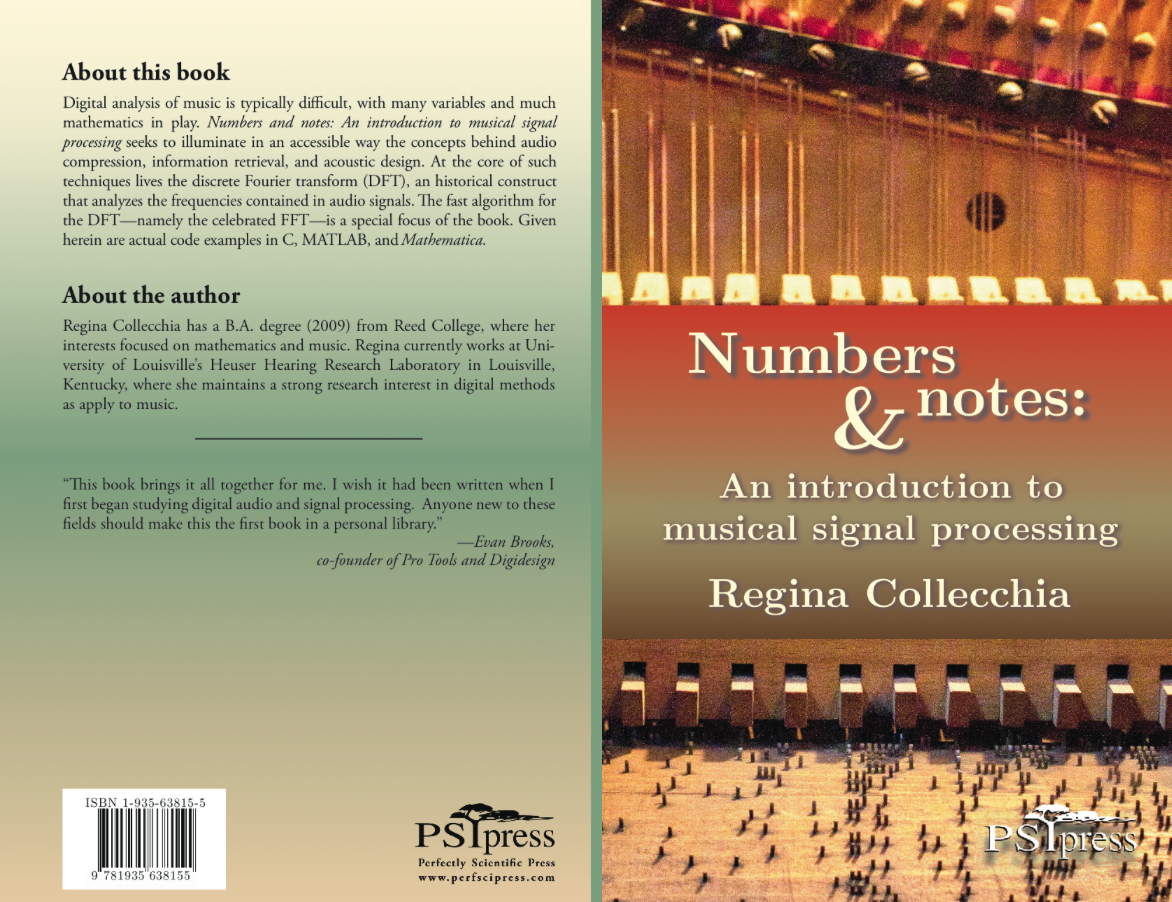 About this book
Digital analysis of music is typically difficult, with many variables and much
mathematics in play. Numbers and notes: An introduction to musical signal
processing seeks to illuminate in an accessible way the concepts behind audio
compression, information retrieval, and acoustic design. At the core of such
techniques lives the discrete Fourier transform (DFT), an historical construct
that analyzes the frequencies contained in audio signals. The fast algorithm for
the DFT—namely the celebrated FFT—is a special focus of the book. Given
herein are actual code examples in C, MATLAB, and Mathematica.
About the author
Regina Collecchia has a B.A. degree (2009) from Reed College, where her
interests focused on mathematics and music. Regina currently works at Uni-
versity of Louisville's Heuser Hearing Research Laboratory in Louisville,
Kentucky, where she maintains a strong research interest in digital methods
as apply to music.
“This book brings it all together for me. I wish it had been written when I
first began studying digital audio and signal processing. Anyone new to these
fields should make this the first book in a personal library.”
—Evan Brooks,
co-founder of Pro Tools and Digidesign
ISBN 1-935-63815-5
9 781935 638155
PSIpress
Perfectly Scientific Press
www.perfscipress.com
Numbers
& notes:
An introduction to
musical signal processing
Regina Collecchia
PSIpress